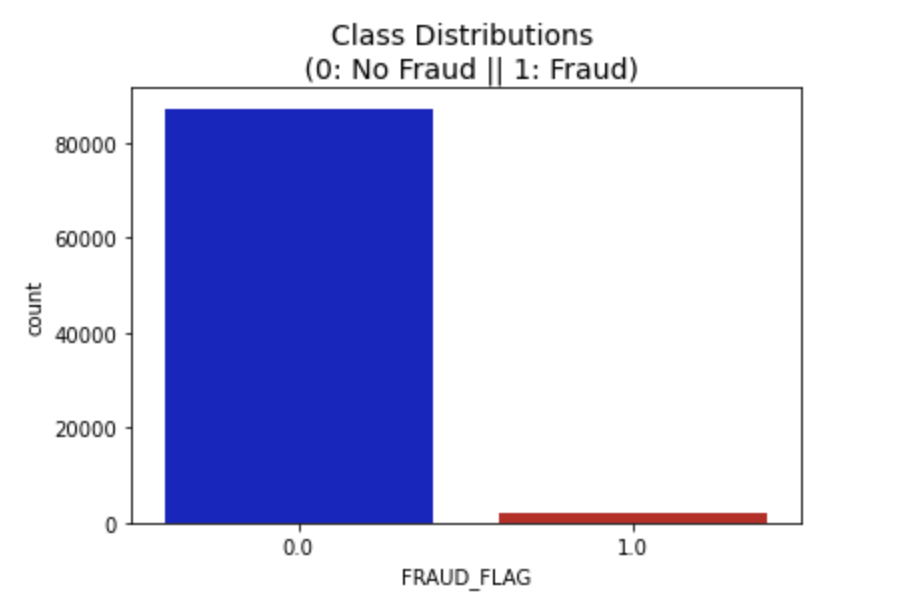 Class Distributions
(0: No Fraud || 1: Fraud)
80000
60000
40000
20000
0
count
0.0
1.0
FRAUD_FLAG